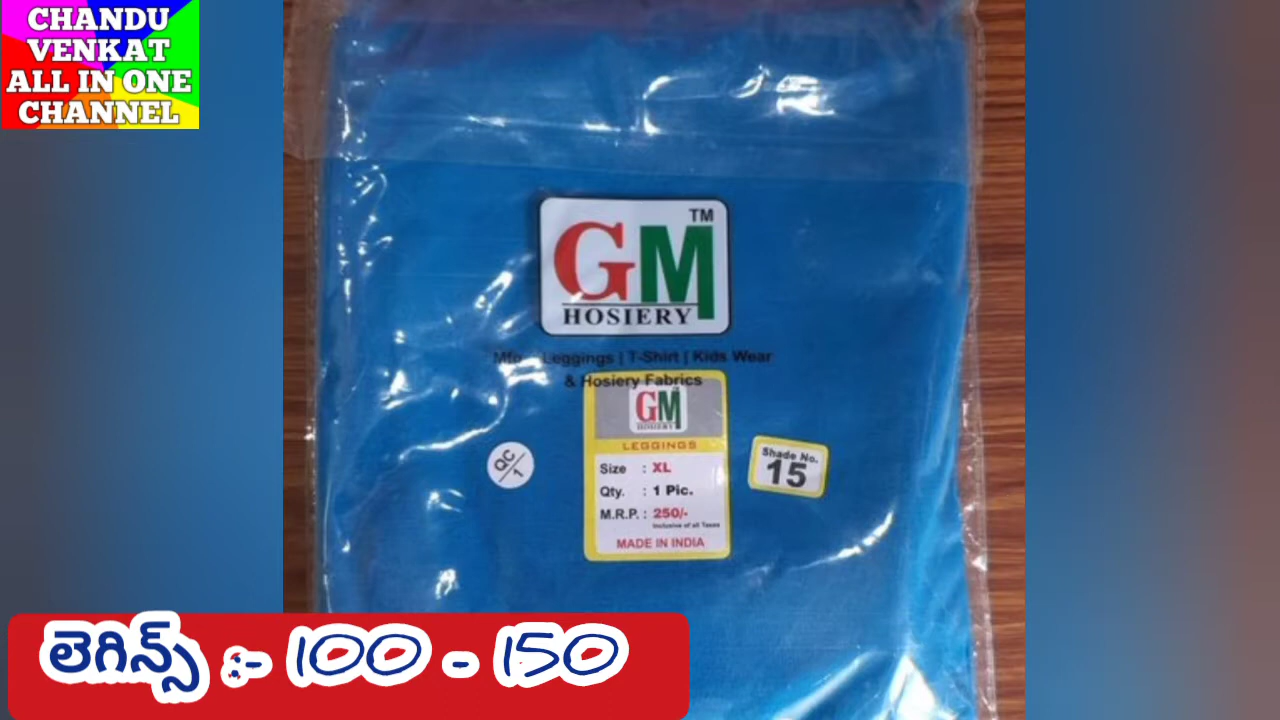 CHANDU
VENKAT
ALL IN ONE
CHANNEL
GM TM
HOSIERY
Mfg. Leggings | T-Shirt | Kids Wear
& Hosiery Fabrics
GM
HOSIERY
LEGGINGS
Size : XL
Qty. : 1 Pic.
M.R.P. : 250/-
Inclusive of all Taxes
MADE IN INDIA
QC/1
Shade No.
15
లెగిన్స్ :- 100 - 150